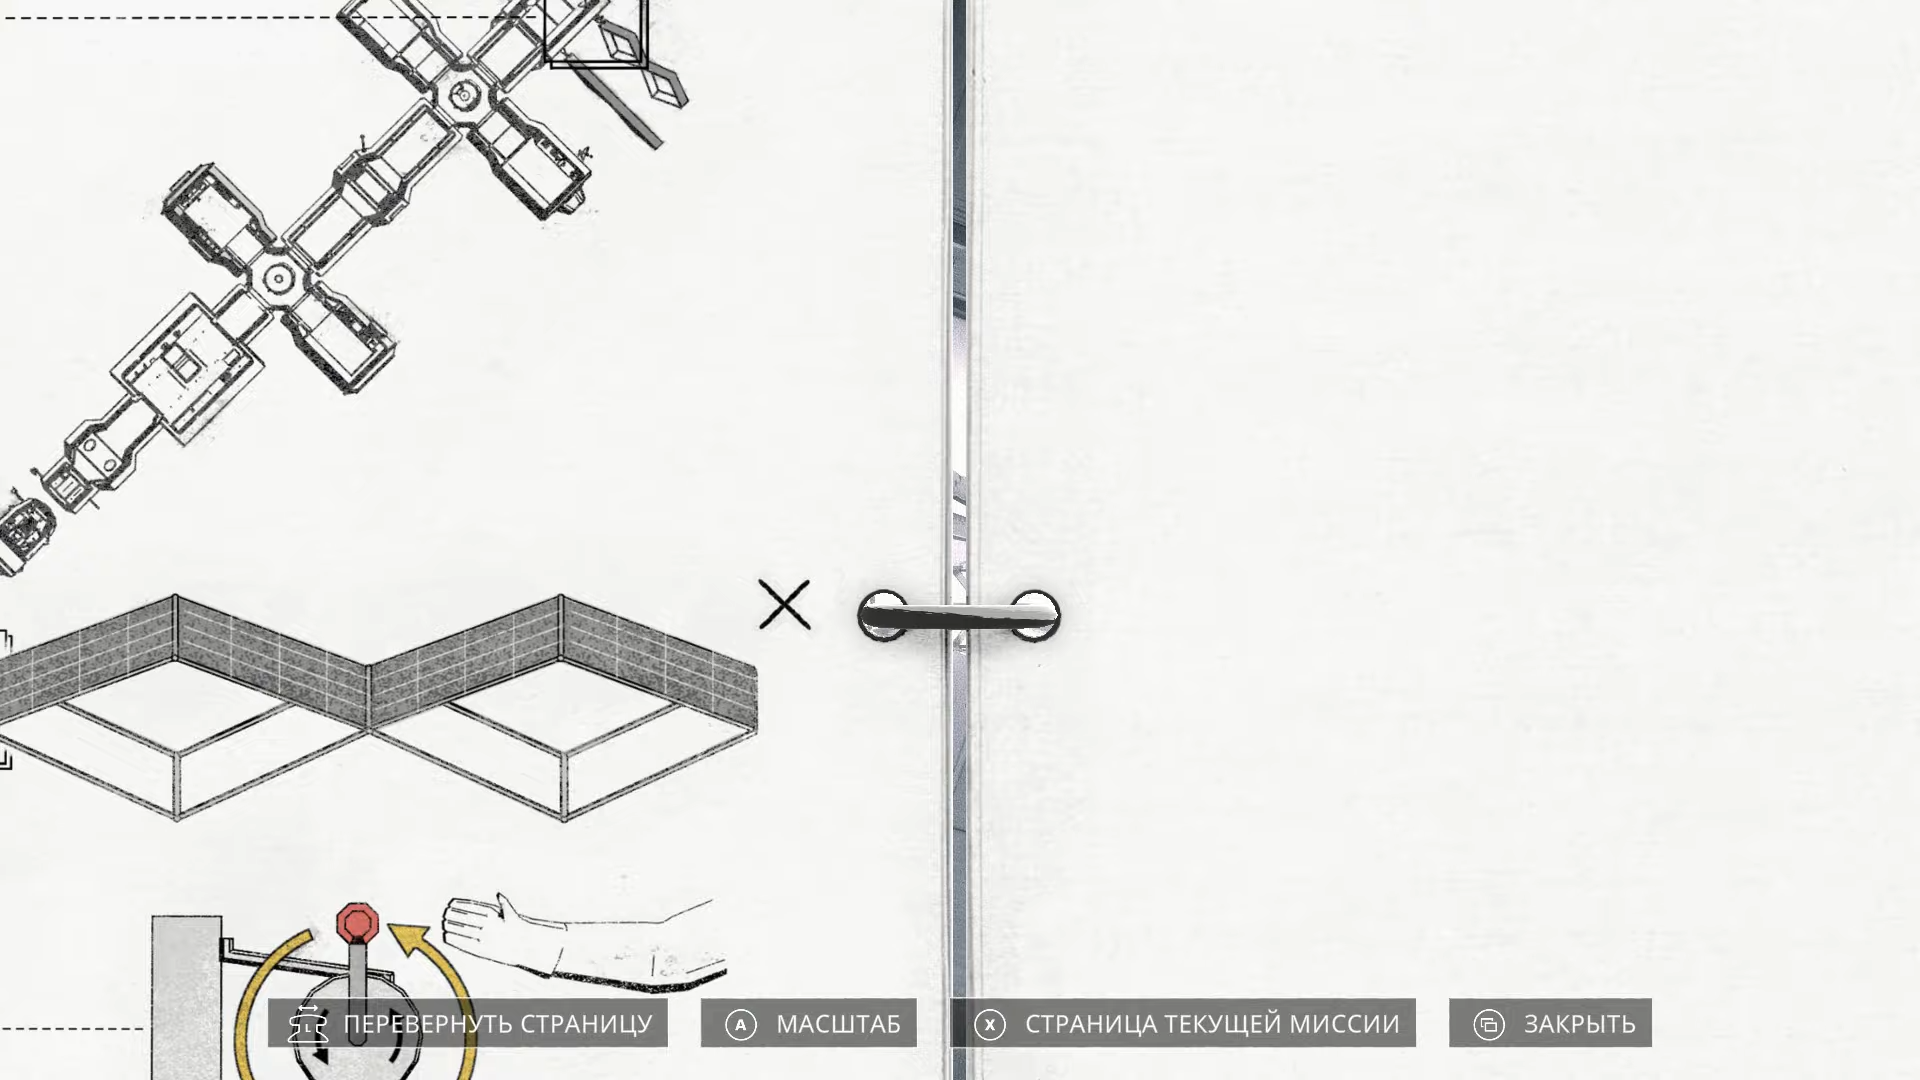 L ПЕРЕВЕРНУТЬ СТРАНИЦУ
A МАСШТАБ
X СТРАНИЦА ТЕКУЩЕЙ МИССИИ
ЗАКРЫТЬ